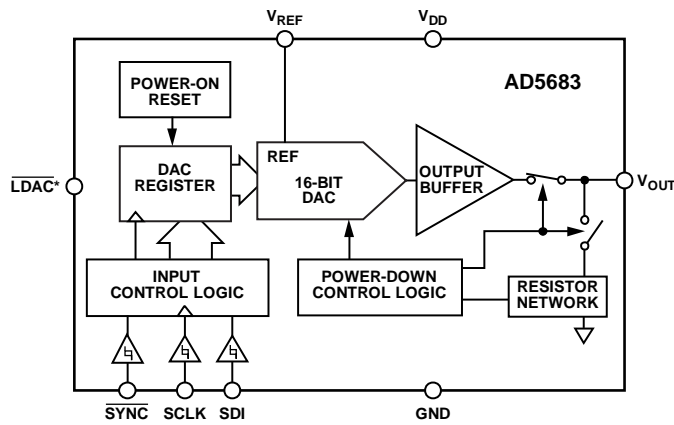 VREF
VDD
AD5683
POWER-ON
RESET
REF
DAC
REGISTER
16-BIT
DAC
OUTPUT
BUFFER
LDAC*
VOUT
INPUT
CONTROL LOGIC
POWER-DOWN
CONTROL LOGIC
RESISTOR
NETWORK
SYNC
SCLK
SDI
GND